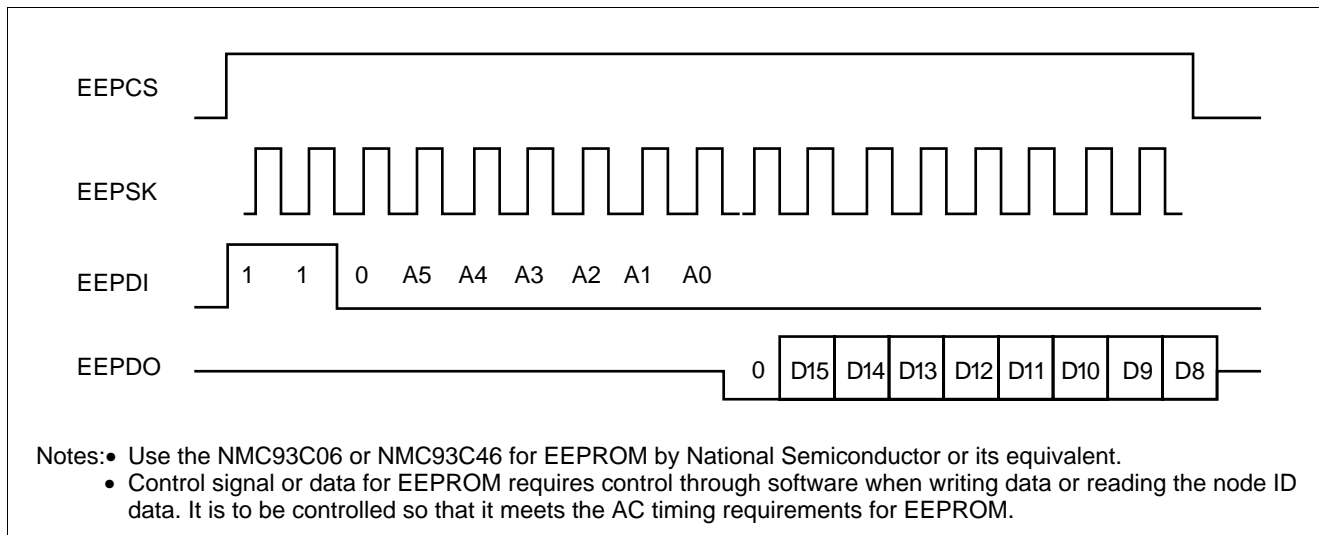 EEPCS
EEPSK
EEPDI 1 1 0 A5 A4 A3 A2 A1 A0
EEPDO 0 D15 D14 D13 D12 D11 D10 D9 D8
Notes:• Use the NMC93C06 or NMC93C46 for EEPROM by National Semiconductor or its equivalent.
• Control signal or data for EEPROM requires control through software when writing data or reading the node ID
data. It is to be controlled so that it meets the AC timing requirements for EEPROM.